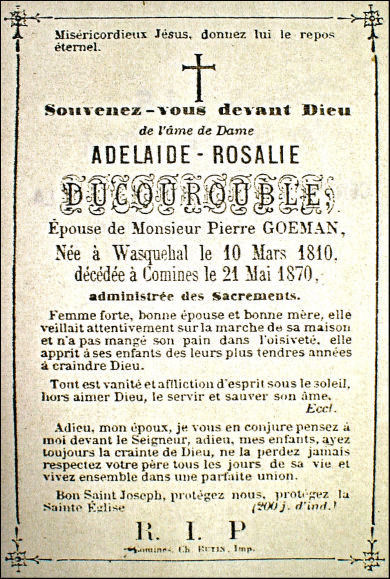 Miséricordieux Jésus, donnez lui le repos
éternel.
Souvenez-vous devant Dieu
de l'âme de Dame
ADELAIDE - ROSALIE
DUCOUROUBLE,
Épouse de Monsieur Pierre GOEMAN,
Née à Wasquehal le 10 Mars 1810.
décédée à Comines le 21 Mai 1870,
administrée des Sacrements.
Femme forte, bonne épouse et bonne mère, elle
veillait attentivement sur la marche de sa maison
et n'a pas mangé son pain dans l'oisiveté, elle
apprit à ses enfants des leurs plus tendres années
à craindre Dieu.
Tout est vanité et affliction d'esprit sous le soleil,
hors aimer Dieu, le servir et sauver son âme.
Eccl.
Adieu, mon époux, je vous en conjure pensez à
moi devant le Seigneur, adieu, mes enfants, ayez
toujours la crainte de Dieu, ne la perdez jamais
respectez votre père tous les jours de sa vie et
vivez ensemble dans une parfaite union.
Bon Saint Joseph, protégez nous, protégez la
Sainte Église (200 j. d'ind.)
R. I. P
Comines, Ch. BUTIN, Imp.